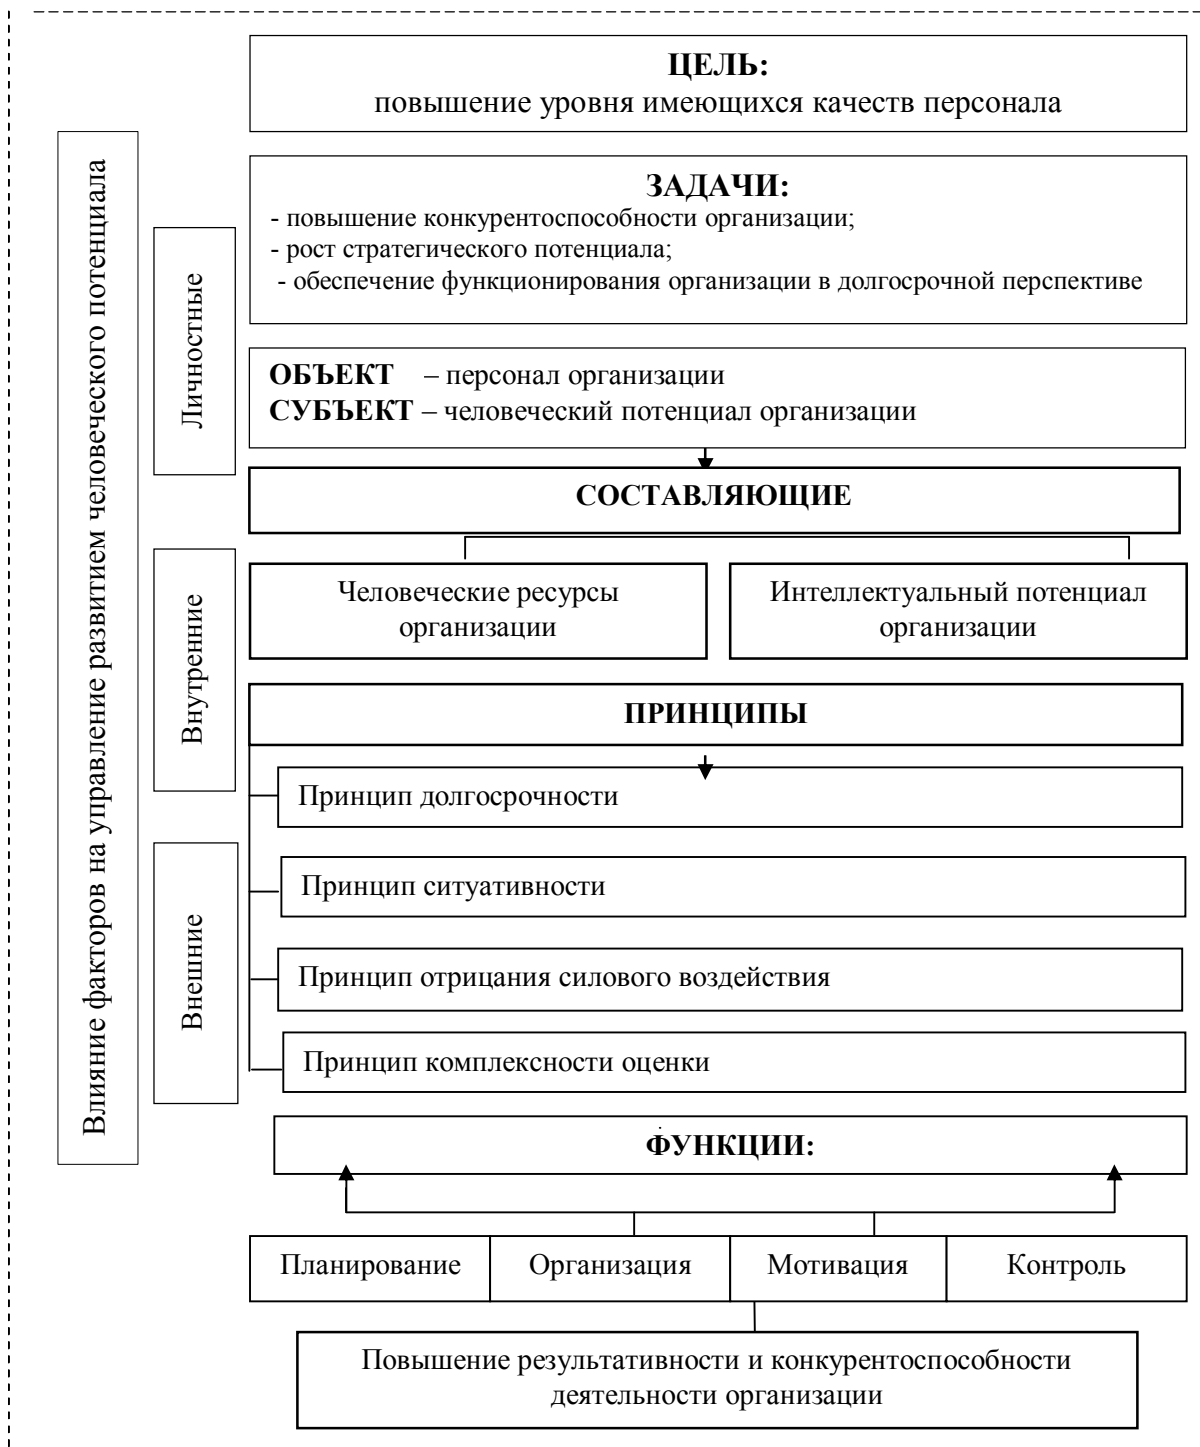 ЦЕЛЬ:
повышение уровня имеющихся качеств персонала
Влияние факторов на управление развитием человеческого потенциала
Личностные
Внутренние
Внешние
ЗАДАЧИ:
- повышение конкурентоспособности организации;
- рост стратегического потенциала;
- обеспечение функционирования организации в долгосрочной перспективе
ОБЪЕКТ – персонал организации
СУБЪЕКТ – человеческий потенциал организации
СОСТАВЛЯЮЩИЕ
Человеческие ресурсы
организации
Интеллектуальный потенциал
организации
ПРИНЦИПЫ
Принцип долгосрочности
Принцип ситуативности
Принцип отрицания силового воздействия
Принцип комплексности оценки
ФУНКЦИИ:
Планирование
Организация
Мотивация
Контроль
Повышение результативности и конкурентоспособности
деятельности организации